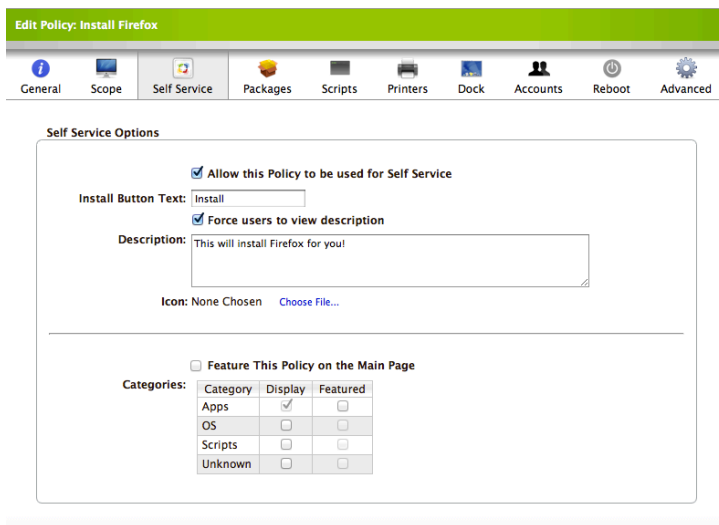 Edit Policy: Install Firefox
General Scope Self Service Packages Scripts Printers Dock Accounts Reboot Advanced
Self Service Options
Allow this Policy to be used for Self Service
Install Button Text: Install
Force users to view description
Description: This will install Firefox for you!
Icon: None Chosen Choose File...
Feature This Policy on the Main Page
Categories: Category Display Featured
Apps
OS
Scripts
Unknown